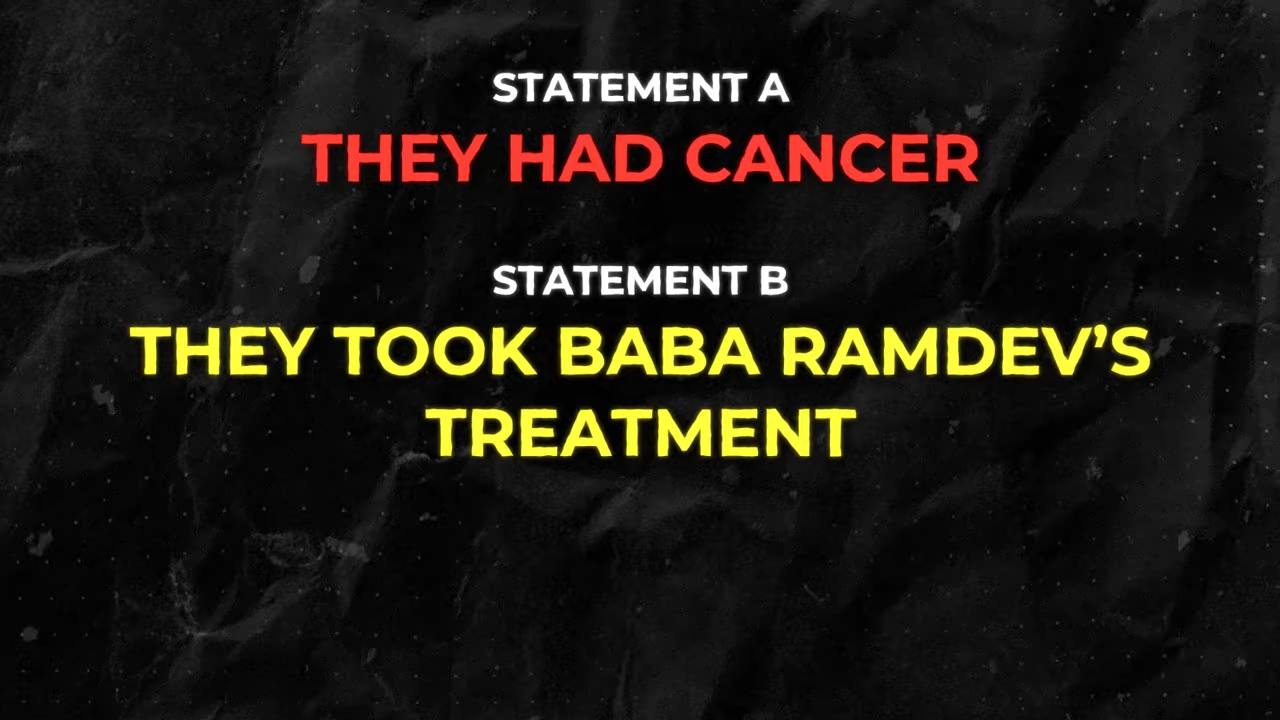 STATEMENT A
THEY HAD CANCER
STATEMENT B
THEY TOOK BABA RAMDEV’S
TREATMENT